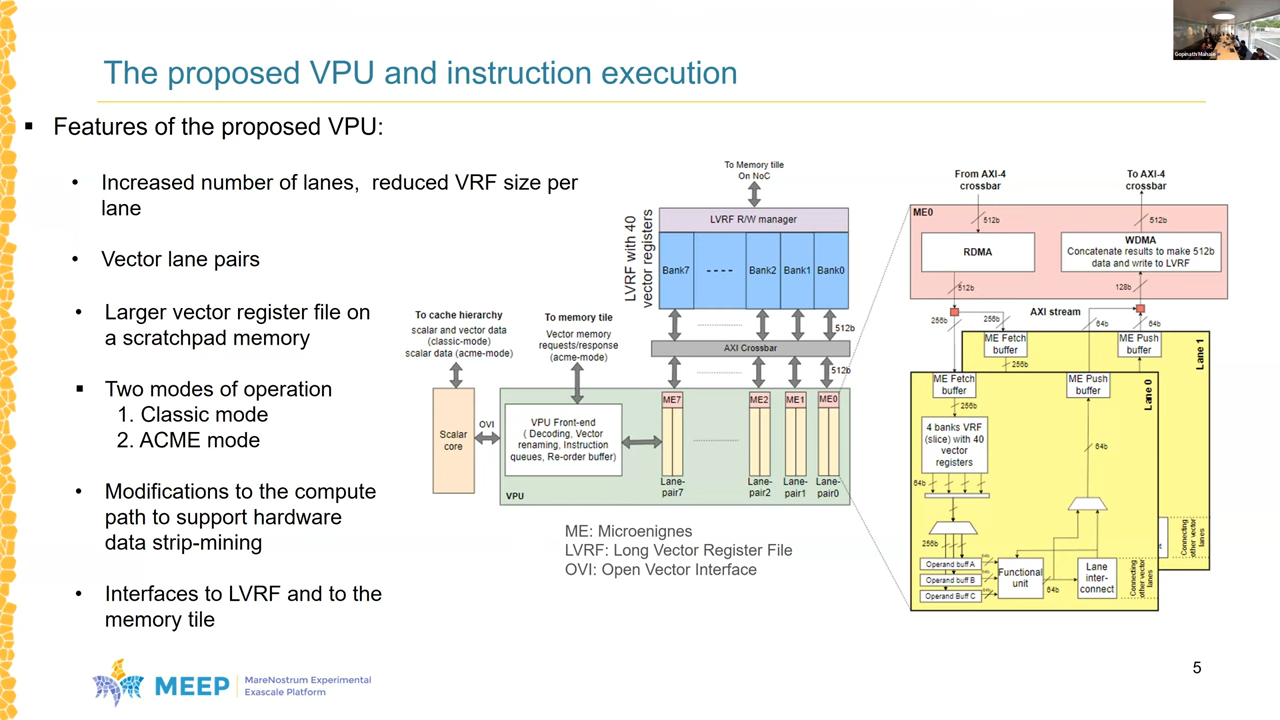 Gopinath Mahale
The proposed VPU and instruction execution
▪ Features of the proposed VPU:
• Increased number of lanes, reduced VRF size per
lane
• Vector lane pairs
• Larger vector register file on
a scratchpad memory
▪ Two modes of operation
1. Classic mode
2. ACME mode
• Modifications to the compute
path to support hardware
data strip-mining
• Interfaces to LVRF and to the
memory tile
To Memory tille
On NoC
LVRF with 40
vector registers
LVRF R/W manager
Bank7
Bank2
Bank1
Bank0
512b
AXI Crossbar
512b
To cache hierarchy
scalar and vector data
(classic-mode)
scalar data (acme-mode)
To memory tile
Vector memory
requests/response
(acme-mode)
Scalar
core
OVI
VPU Front-end
( Decoding, Vector
renaming, Instruction
queues, Re-order buffer)
VPU
ME7
ME2
ME1
ME0
Lane-
pair7
Lane-
pair2
Lane-
pair1
Lane-
pair0
ME: Microenignes
LVRF: Long Vector Register File
OVI: Open Vector Interface
From AXI-4
crossbar
To AXI-4
crossbar
512b
512b
ME0
RDMA
WDMA
Concatenate results to make 512b
data and write to LVRF
512b
128b
AXI stream
256b
256b
64b
64b
ME Fetch
buffer
ME Push
buffer
Lane 1
256b
ME Fetch
buffer
ME Push
buffer
Lane 0
256b
4 banks VRF
(slice) with 40
vector
registers
64b
64b
256b
Operand buff A
Operand buff B
Operand Buff C
64b
64b
64b
Functional
unit
64b
Lane
inter-
connect
Connecting
other vector
lanes
Connecting
other vector
lanes
MEEP
MareNostrum Experimental
Exascale Platform
5